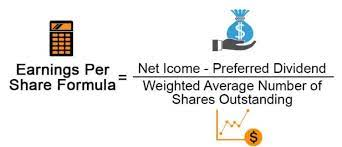 Earnings Per
Share Formula
=
Net Icome - Preferred Dividend
Weighted Average Number of
Shares Outstanding
$
$